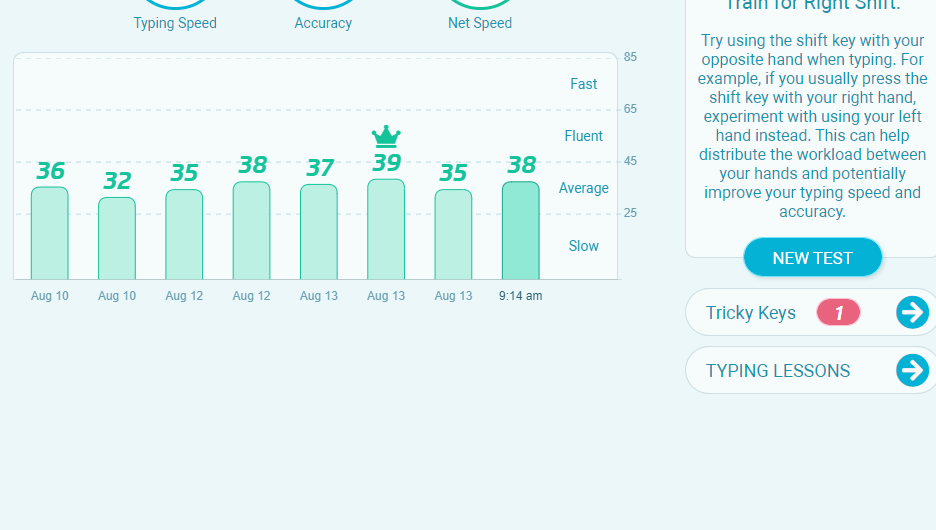 Typing Speed
Accuracy
Net Speed
85
Fast
65
Fluent
45
Average
25
Slow
36
32
35
38
37
39
35
38
Aug 10
Aug 10
Aug 12
Aug 12
Aug 13
Aug 13
Aug 13
9:14 am
Train for Right Shift.
Try using the shift key with your
opposite hand when typing. For
example, if you usually press the
shift key with your right hand,
experiment with using your left
hand instead. This can help
distribute the workload between
your hands and potentially
improve your typing speed and
accuracy.
NEW TEST
Tricky Keys 1
TYPING LESSONS